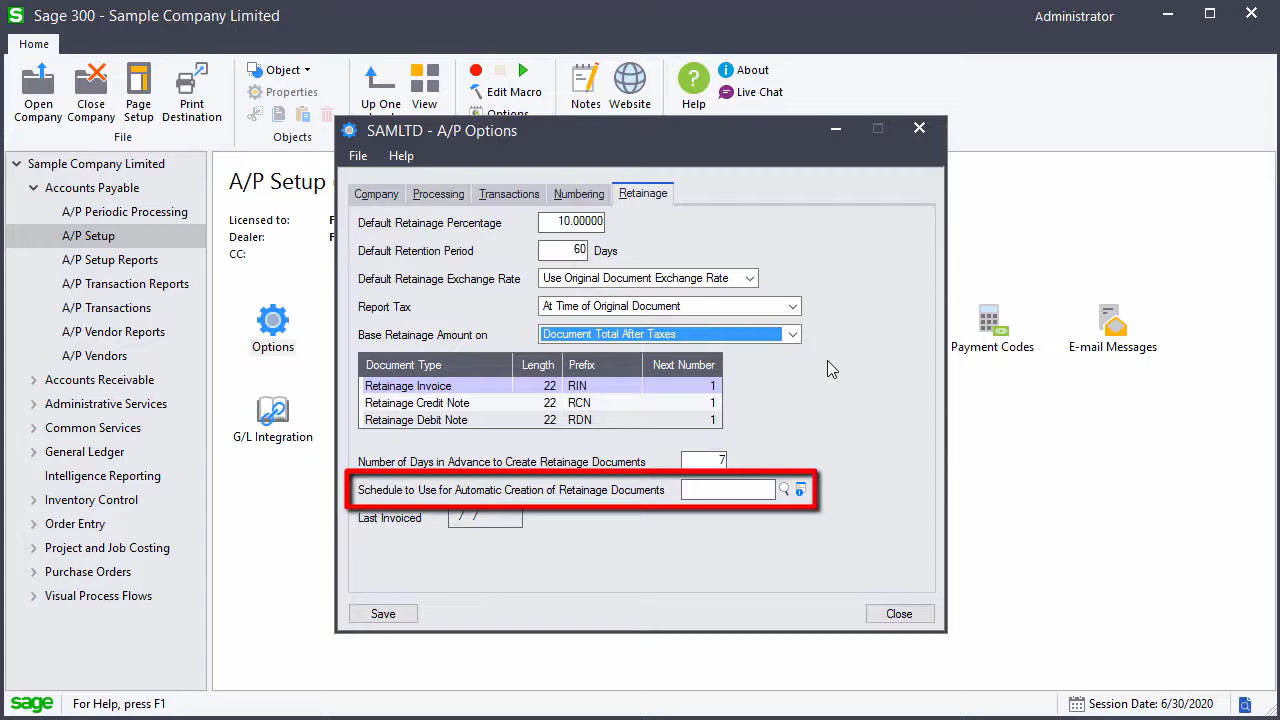 Sage 300 - Sample Company Limited
Administrator
Home
Open Company
Close Company
Page Setup
Print Destination
File
Object
Properties
Objects
Up One
View
Edit Macro
Options
Notes
Website
Help
About
Live Chat
Sample Company Limited
Accounts Payable
A/P Periodic Processing
A/P Setup
A/P Setup Reports
A/P Transaction Reports
A/P Transactions
A/P Vendor Reports
A/P Vendors
Accounts Receivable
Administrative Services
Common Services
General Ledger
Intelligence Reporting
Inventory Control
Order Entry
Project and Job Costing
Purchase Orders
Visual Process Flows
A/P Setup
Licensed to:
Dealer:
CC:
Options
G/L Integration
Payment Codes
E-mail Messages
SAMLTD - A/P Options
File Help
Company Processing Transactions Numbering Retainage
Default Retainage Percentage 10.00000
Default Retention Period 60 Days
Default Retainage Exchange Rate Use Original Document Exchange Rate
Report Tax At Time of Original Document
Base Retainage Amount on Document Total After Taxes
Document Type Length Prefix Next Number
Retainage Invoice 22 RIN 1
Retainage Credit Note 22 RCN 1
Retainage Debit Note 22 RDN 1
Number of Days in Advance to Create Retainage Documents 7
Schedule to Use for Automatic Creation of Retainage Documents
Last Invoiced / /
Save Close
sage For Help, press F1 Session Date: 6/30/2020